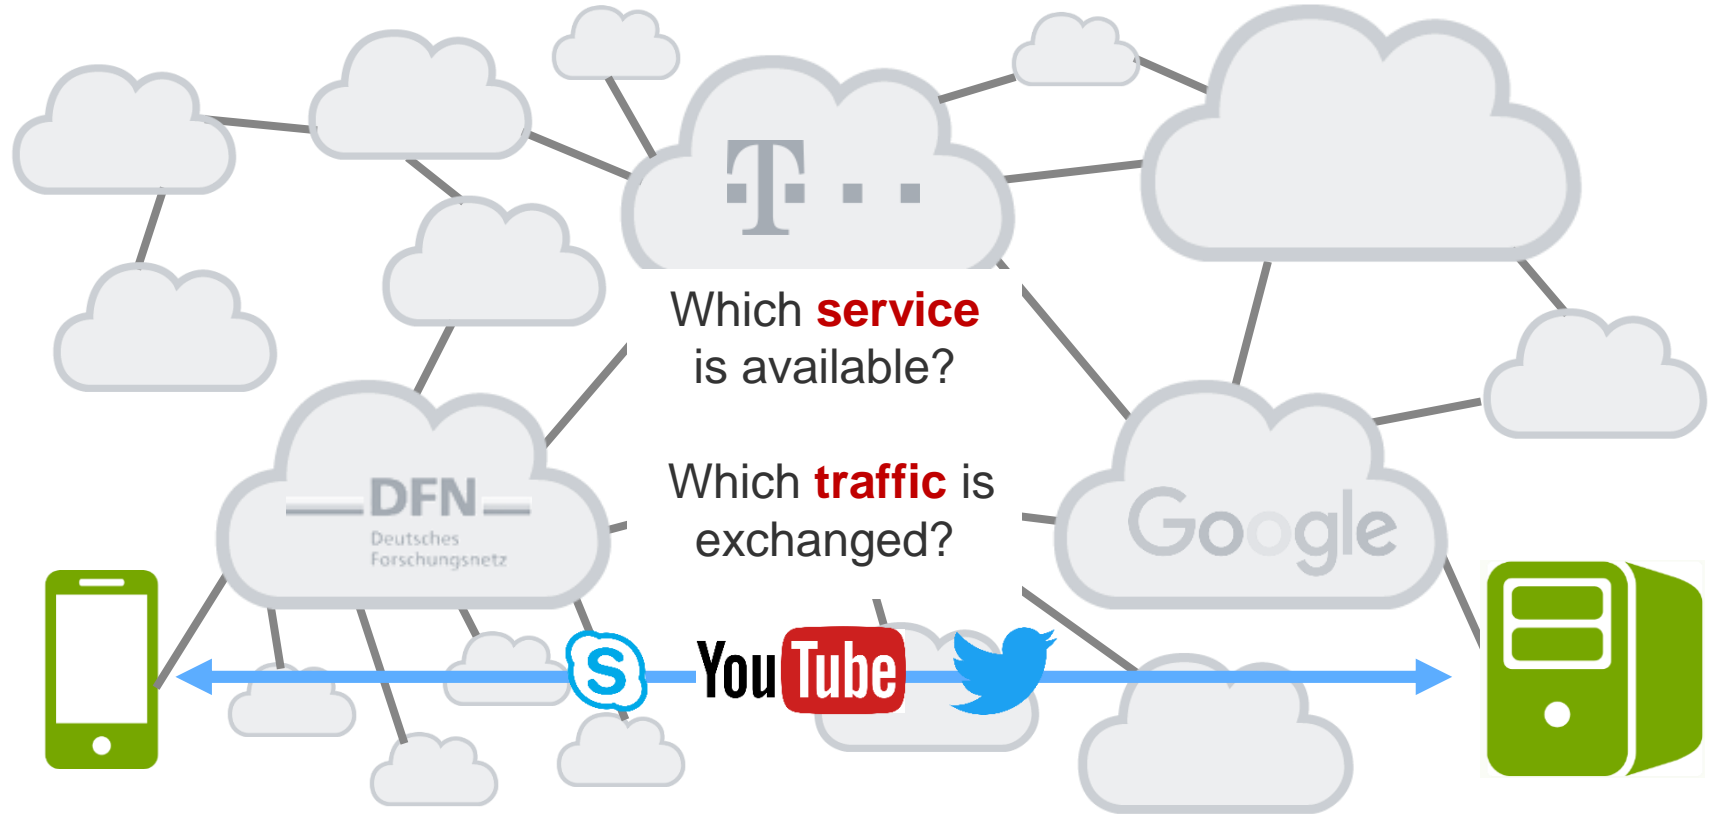 T
Which service
is available?
Which traffic is
exchanged?
DFN
Deutsches
Forschungsnetz
Google
S
YouTube